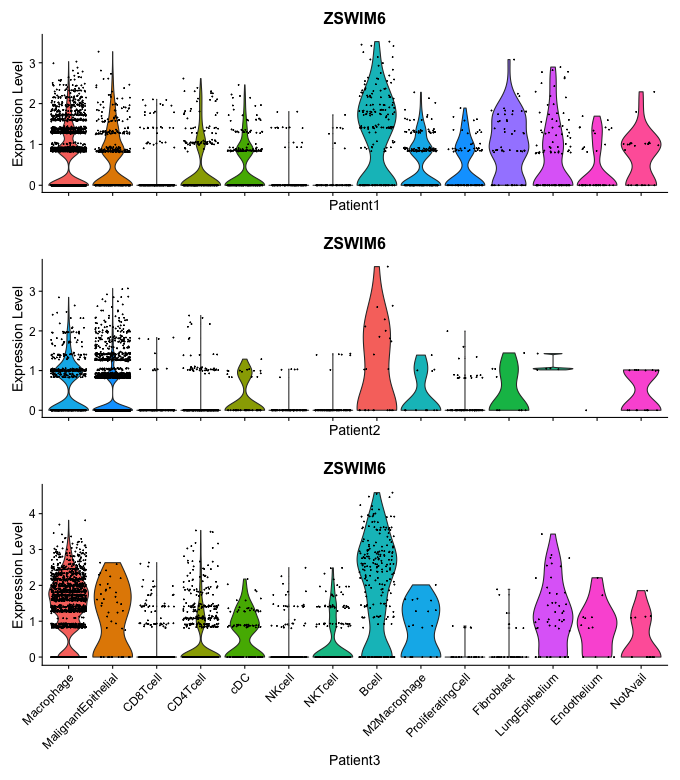 ZSWIM6
Expression Level
3
2
1
0
Patient1
ZSWIM6
Expression Level
3
2
1
0
Patient2
ZSWIM6
Expression Level
4
3
2
1
0
Macrophage
MalignantEpithelial
CD8Tcell
CD4Tcell
cDC
NKcell
NKTcell
Bcell
M2Macrophage
ProliferatingCell
Fibroblast
LungEpithelium
Endothelium
NotAvail
Patient3